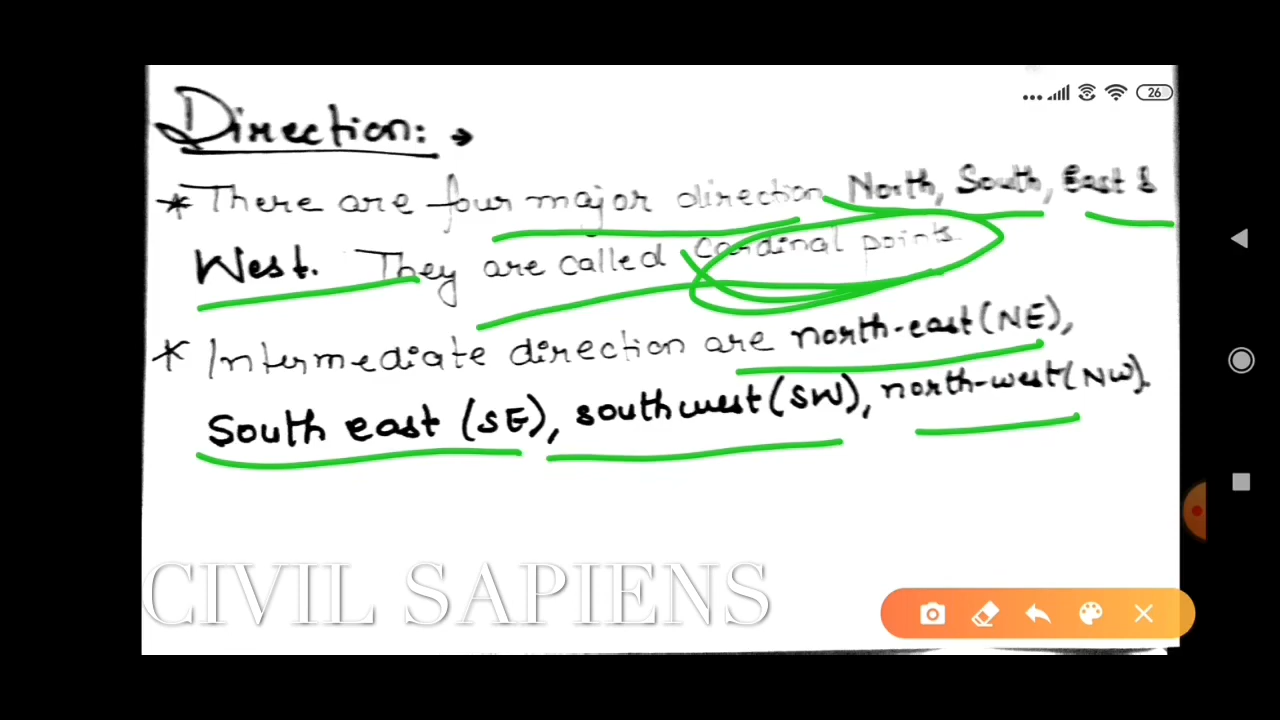 Direction: →
* There are four major direction North, South, East &
West. They are called cardinal points.
* Intermediate direction are north-east (NE),
South east (SE), southwest (SW), north-west (NW).
CIVIL SAPIENS
26